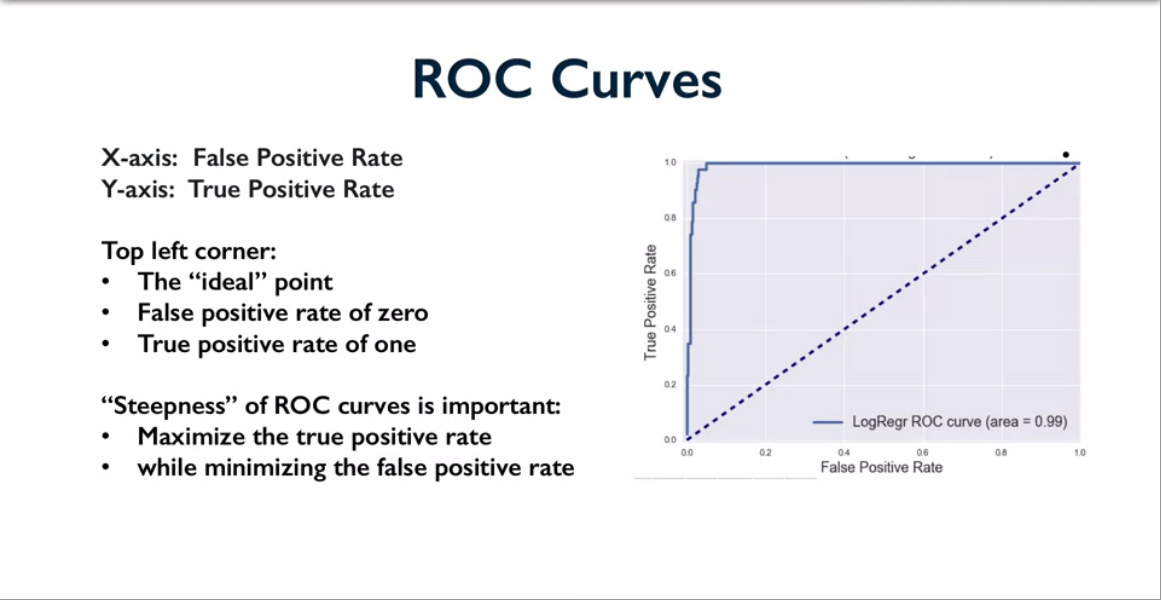 ROC Curves
X-axis: False Positive Rate
Y-axis: True Positive Rate
Top left corner:
• The “ideal” point
• False positive rate of zero
• True positive rate of one
“Steepness” of ROC curves is important:
• Maximize the true positive rate
• while minimizing the false positive rate
1.0
0.8
0.6
0.4
0.2
0.0
True Positive Rate
LogRegr ROC curve (area = 0.99)
0.0 0.2 0.4 0.6 0.8 1.0
False Positive Rate